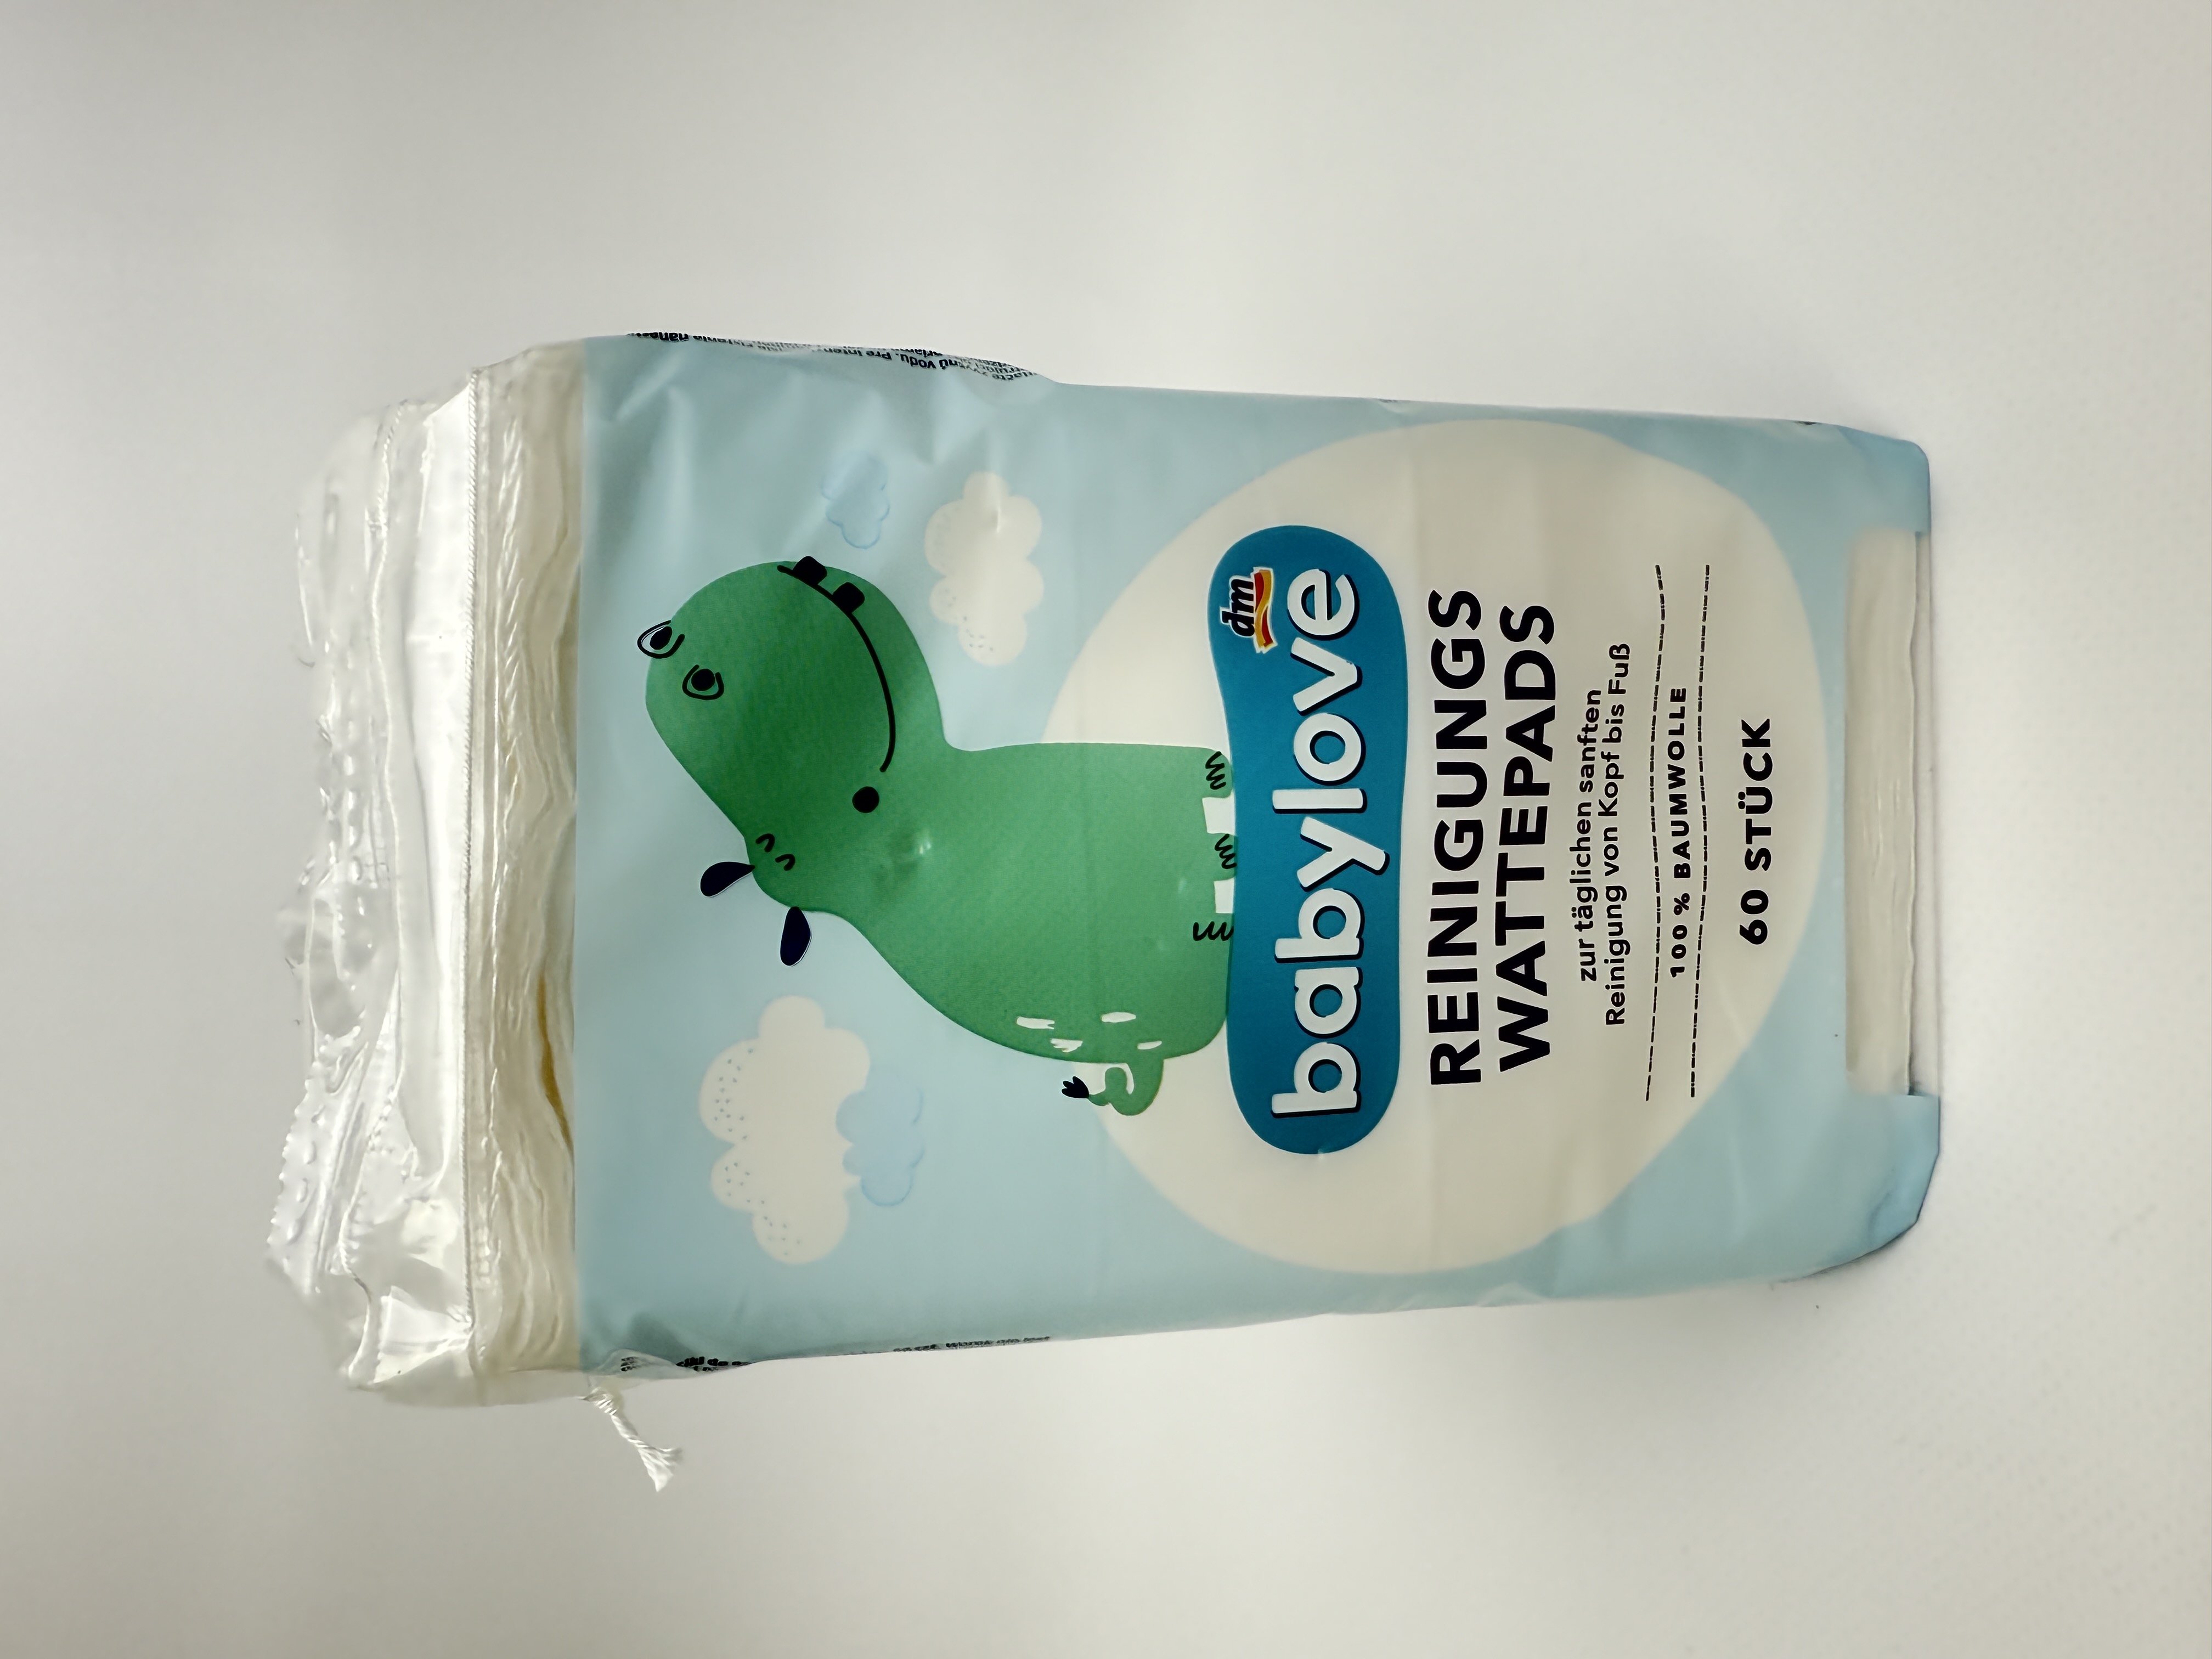 dm
babylove
REINIGUNGS
WATTEPADS
zur täglichen sanften
Reinigung von Kopf bis Fuß
100 % BAUMWOLLE
60 STÜCK